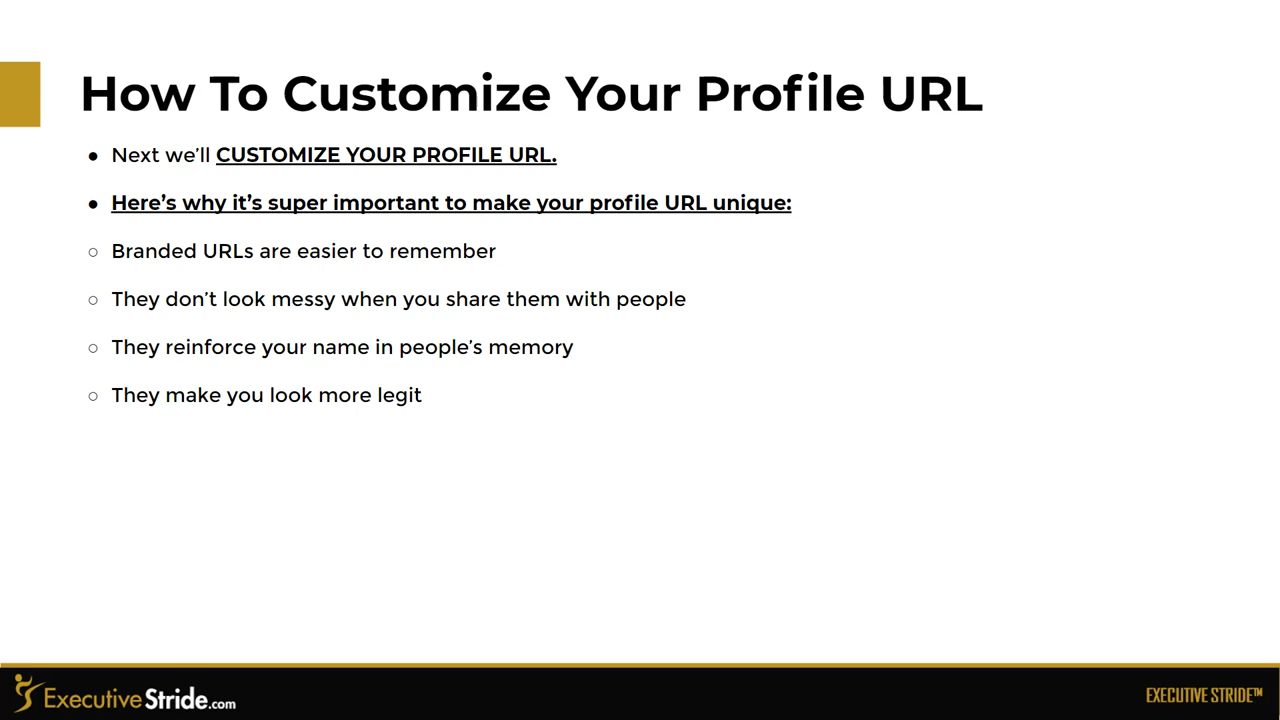 How To Customize Your Profile URL
● Next we’ll CUSTOMIZE YOUR PROFILE URL.
● Here’s why it’s super important to make your profile URL unique:
○ Branded URLs are easier to remember
○ They don’t look messy when you share them with people
○ They reinforce your name in people’s memory
○ They make you look more legit
ExecutiveStride.com
EXECUTIVE STRIDE™